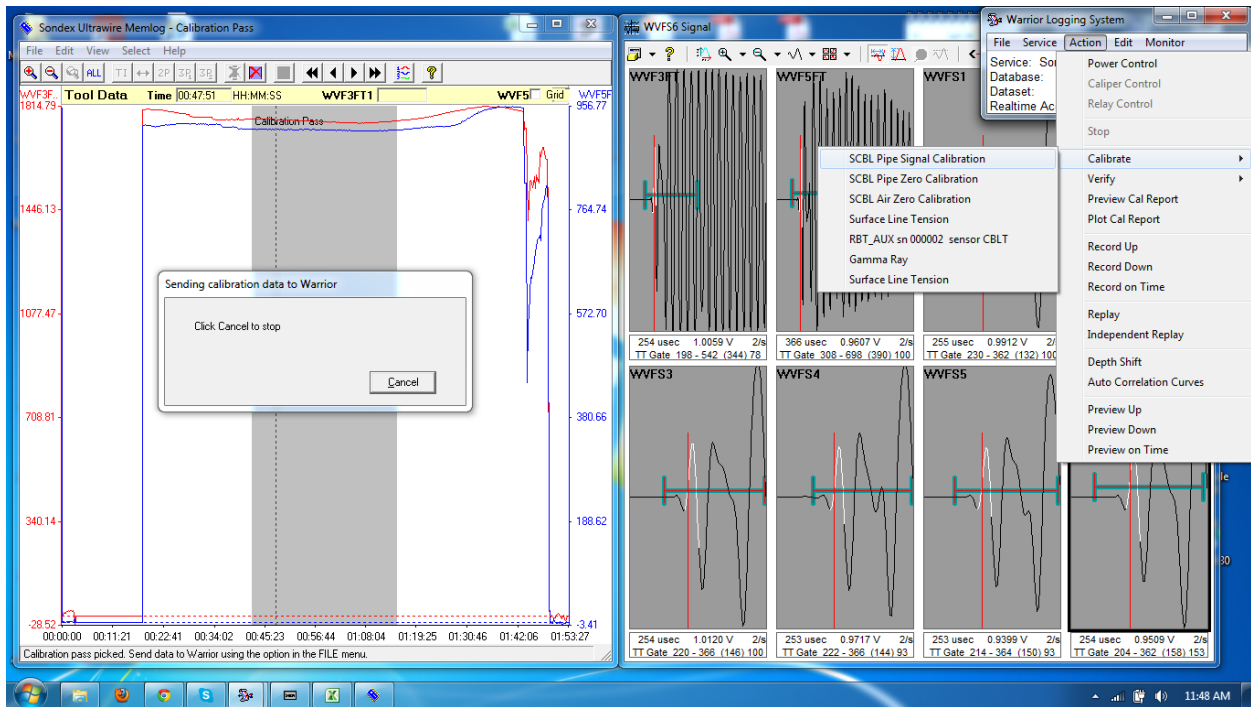 Sondex Ultrawire Memlog - Calibration Pass
File Edit View Select Help
ALL TI 2P 3P 3P
WVF3F.. Tool Data Time 00:47:51 HH:MM:SS WVF3FT1 WVF5 Grid WVF5F
1814.79
956.77
Calibration Pass
1446.13
764.74
1077.47
572.70
708.81
380.66
340.14
188.62
-28.52
-3.41
00:00:00 00:11:21 00:22:41 00:34:02 00:45:23 00:56:44 01:08:04 01:19:25 01:30:46 01:42:06 01:53:27
Calibration pass picked. Send data to Warrior using the option in the FILE menu.
Sending calibration data to Warrior
Click Cancel to stop
Cancel
WVFS6 Signal
WVF3FT
WVF5FT
WVFS1
254 usec 1.0059 V 2/s
TT Gate 198 - 542 (344) 78
366 usec 0.9607 V 2/s
TT Gate 308 - 698 (390) 100
255 usec 0.9912 V 2/
TT Gate 230 - 362 (132) 100
WVFS3
WVFS4
WVFS5
254 usec 1.0120 V 2/s
TT Gate 220 - 366 (146) 100
253 usec 0.9717 V 2/s
TT Gate 222 - 366 (144) 93
253 usec 0.9399 V 2/s
TT Gate 214 - 364 (150) 93
254 usec 0.9509 V 2/s
TT Gate 204 - 362 (158) 153
Warrior Logging System
File Service Action Edit Monitor
Service: Sor
Database:
Dataset:
Realtime Ac
Power Control
Caliper Control
Relay Control
Stop
Calibrate
Verify
Preview Cal Report
Plot Cal Report
Record Up
Record Down
Record on Time
Replay
Independent Replay
Depth Shift
Auto Correlation Curves
Preview Up
Preview Down
Preview on Time
SCBL Pipe Signal Calibration
SCBL Pipe Zero Calibration
SCBL Air Zero Calibration
Surface Line Tension
RBT_AUX sn 000002 sensor CBLT
Gamma Ray
Surface Line Tension
le
30
11:48 AM